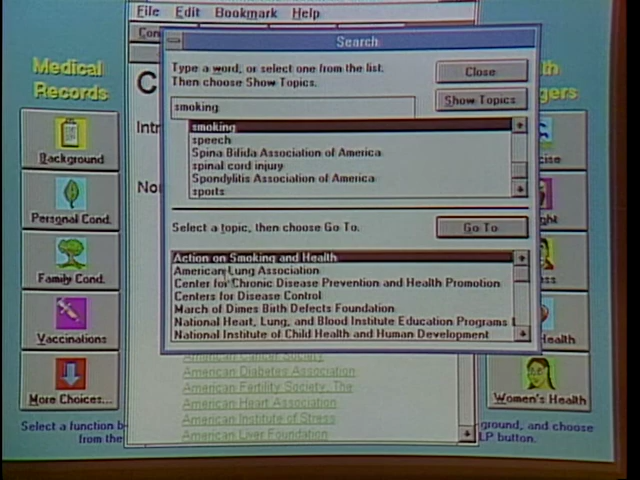 File Edit Bookmark Help
Con
Search
Medical
Records
Type a word, or select one from the list.
Then choose Show Topics.
Close
smoking
Show Topics
smoking
speech
Spina Bifida Association of America
spinal cord injury
Spondylitis Association of America
sports
Background
Personal Cond.
Family Cond.
Vaccinations
More Choices...
Select a topic, then choose Go To.
Go To
Action on Smoking and Health
American Lung Association
Center for Chronic Disease Prevention and Health Promotion
Centers for Disease Control
March of Dimes Birth Defects Foundation
National Heart, Lung, and Blood Institute Education Programs
National Institute of Child Health and Human Development
American Cancer Society
American Diabetes Association
American Fertility Society, The
American Heart Association
American Institute of Stress
American Liver Foundation
Women's Health
Select a function b
from the
ground, and choose
LP button.